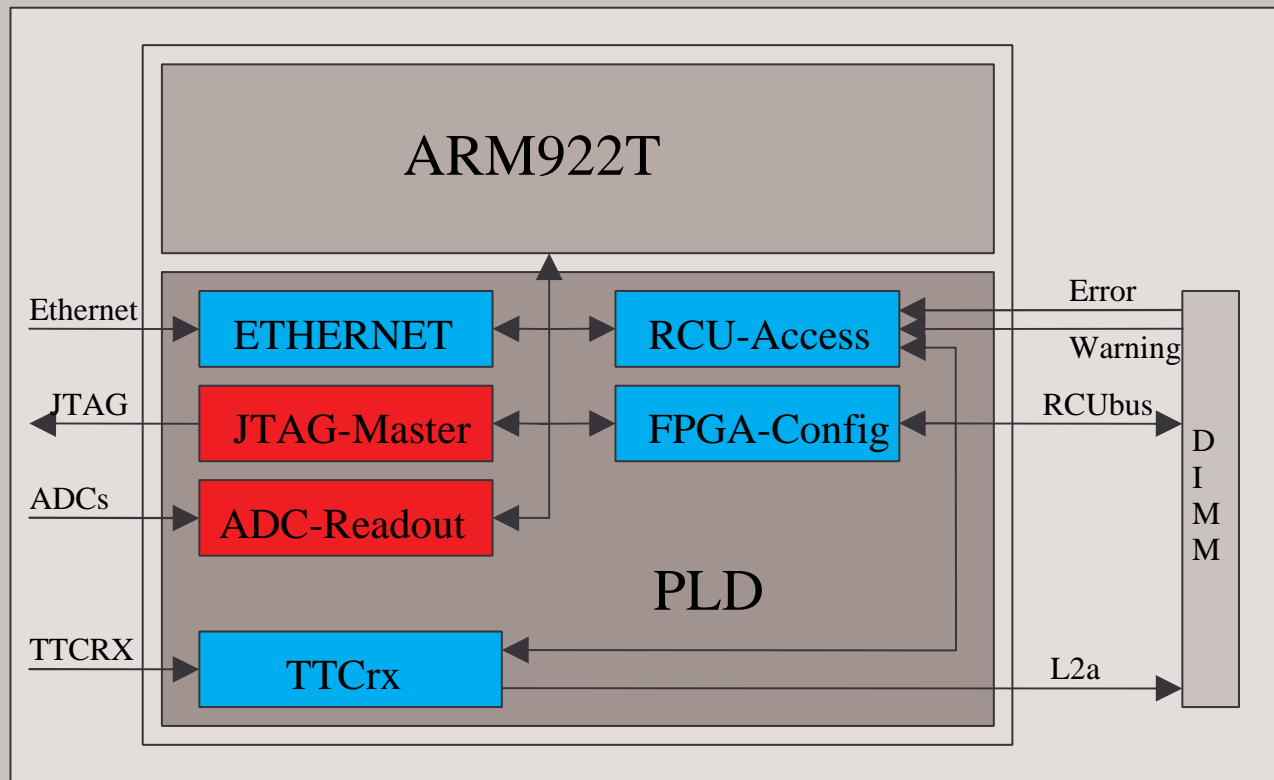 ARM922T
Ethernet
ETHERNET
RCU-Access
Error
Warning
JTAG
JTAG-Master
FPGA-Config
RCUbus
ADCs
ADC-Readout
PLD
TTCRX
TTCrx
L2a
D
I
M
M